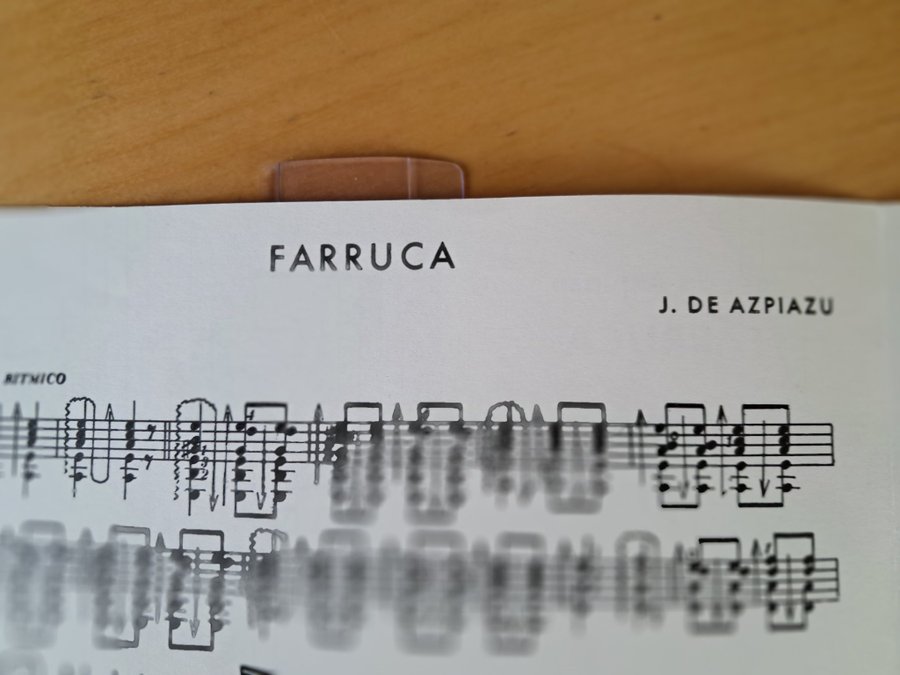 FARRUCA
J. DE AZPIAZU
RITMICO